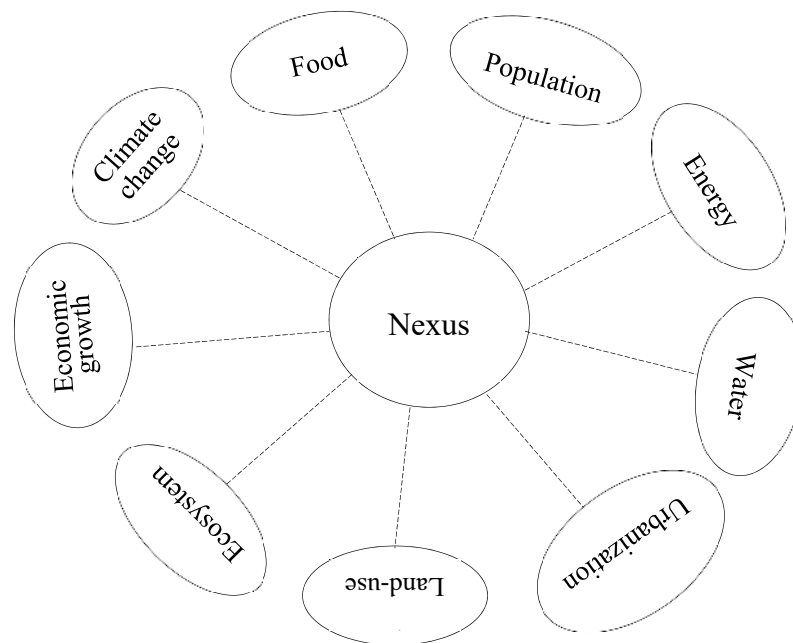 Food
Population
Climate
change
Energy
Economic
growth
Nexus
Water
Ecosystem
Urbanization
Land-use